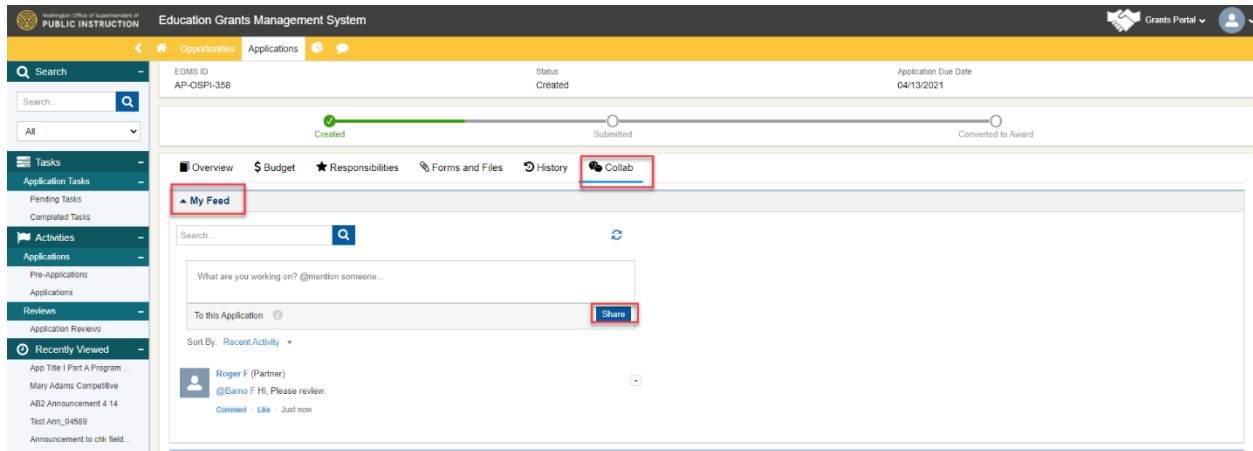 Washington Office of Superintendent of
PUBLIC INSTRUCTION
Education Grants Management System
Grants Portal
Opportunities Applications
Search
Search...
All
Tasks
Application Tasks
Pending Tasks
Completed Tasks
Activities
Applications
Pre-Applications
Applications
Reviews
Application Reviews
Recently Viewed
App Title I Part A Program ...
Mary Adams Competitive
AB2 Announcement 4 14
Test Ann_04589
Announcement to chk field...
EGMS ID Status Application Due Date
AP-OSPI-358 Created 04/13/2021
Created Submitted Converted to Award
Overview $ Budget Responsibilities Forms and Files History Collab
My Feed
Search...
What are you working on? @mention someone...
To this Application Share
Sort By: Recent Activity
Roger F (Partner)
@Barno F Hi, Please review.
Comment · Like · Just now